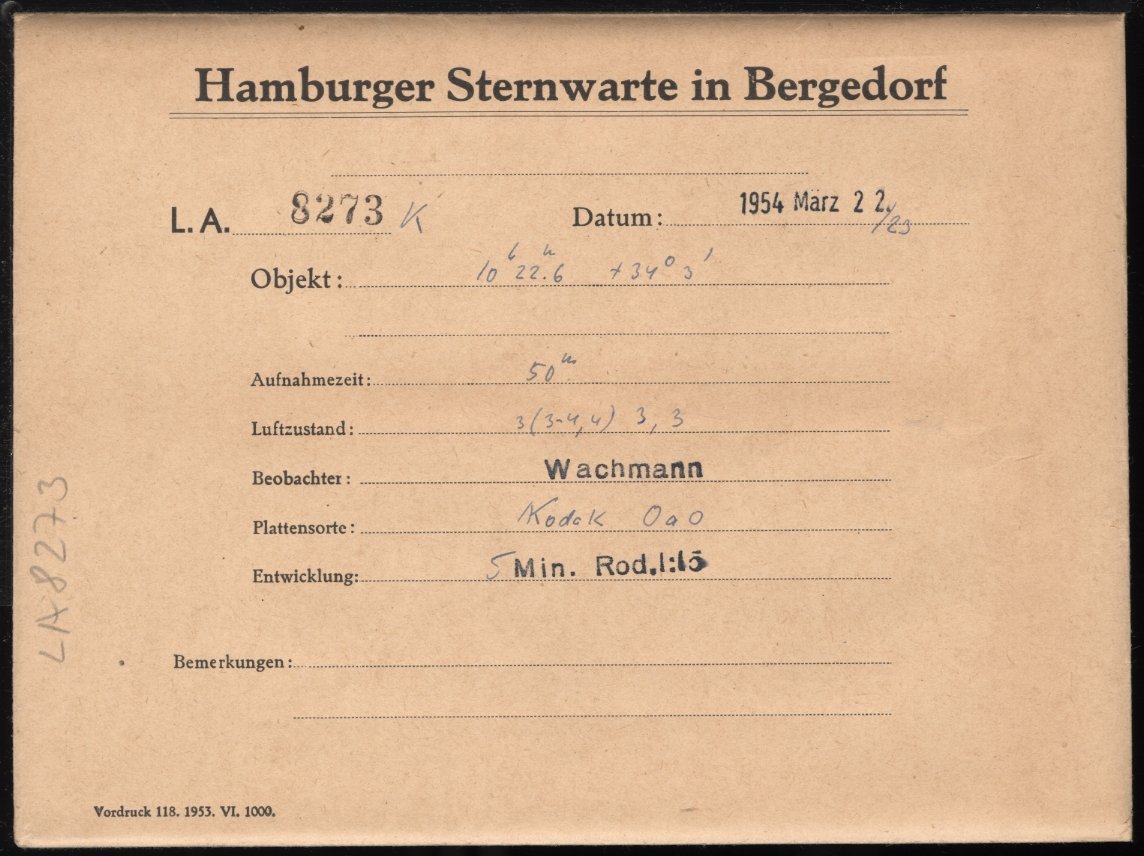 Hamburger Sternwarte in Bergedorf
L. A. 8273 K Datum: 1954 März 22./23
Objekt: 10h 22.6m +34° 3'
Aufnahmezeit: 50m
Luftzustand: 3(3-4,4) 3, 3
Beobachter: Wachmann
Plattensorte: Kodak OaO
Entwicklung: 5 Min. Rod. 1:15
LA 8273
Bemerkungen:
Vordruck 118. 1953. VI. 1000.